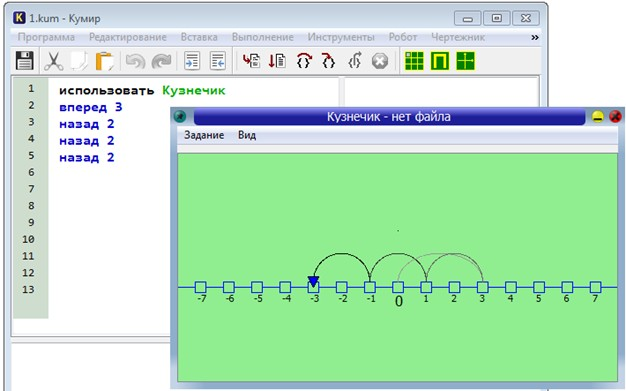 1.kum - Кумир
Программа Редактирование Вставка Выполнение Инструменты Робот Чертежник »
1 использовать Кузнечик
2 вперед 3
3 назад 2
4 назад 2
5 назад 2
6
7
8
9
10
11
12
13
Кузнечик - нет файла
Задание Вид
-7 -6 -5 -4 -3 -2 -1 0 1 2 3 4 5 6 7